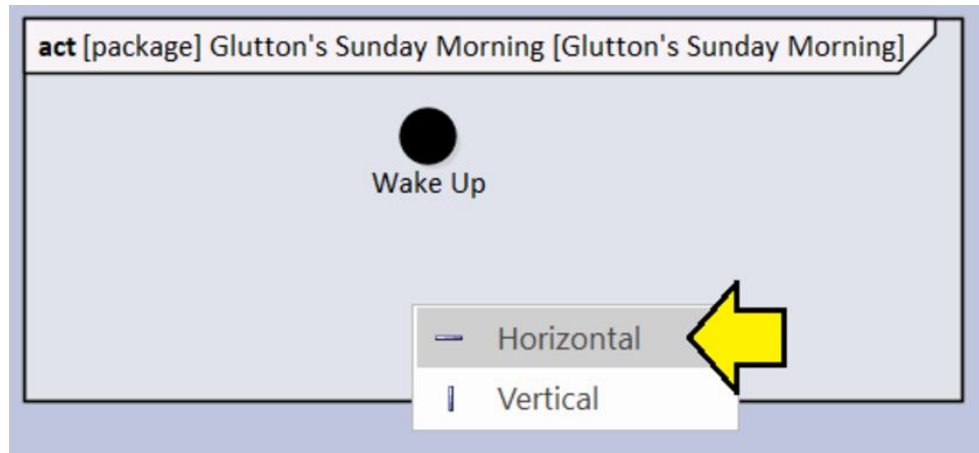 act [package] Glutton's Sunday Morning [Glutton's Sunday Morning]
Wake Up
Horizontal
Vertical